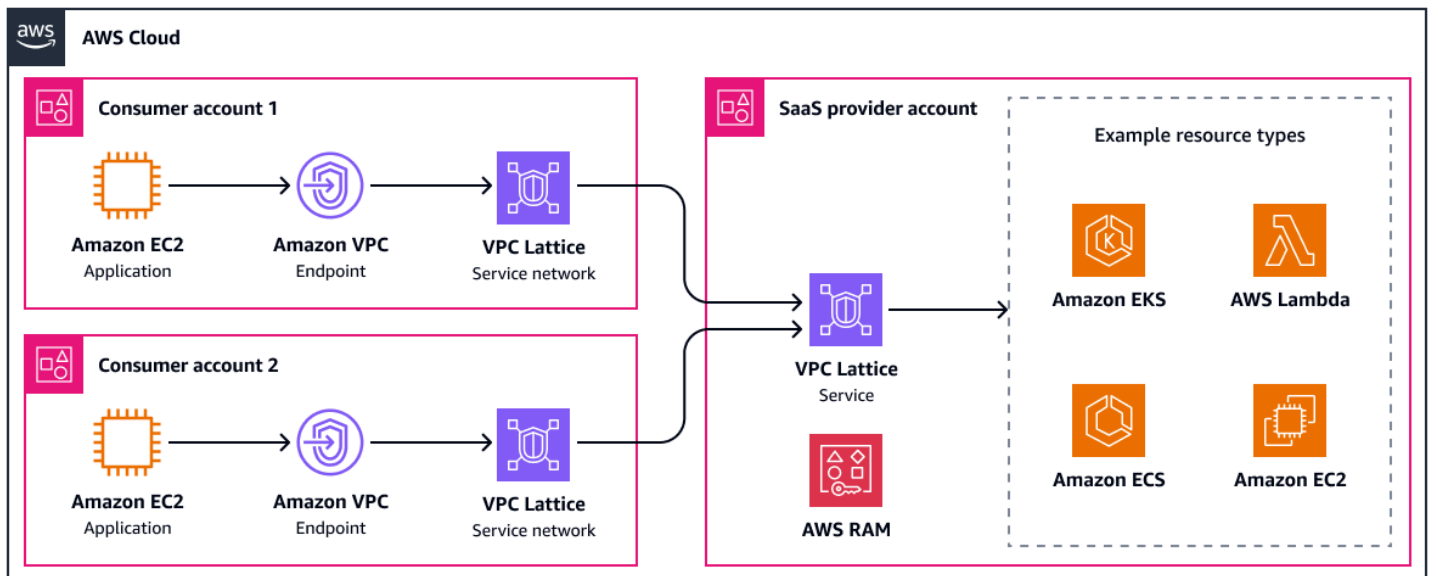 aws
AWS Cloud
Consumer account 1
Amazon EC2
Application
Amazon VPC
Endpoint
VPC Lattice
Service network
Consumer account 2
Amazon EC2
Application
Amazon VPC
Endpoint
VPC Lattice
Service network
SaaS provider account
VPC Lattice
Service
AWS RAM
Example resource types
K
Amazon EKS
AWS Lambda
Amazon ECS
Amazon EC2